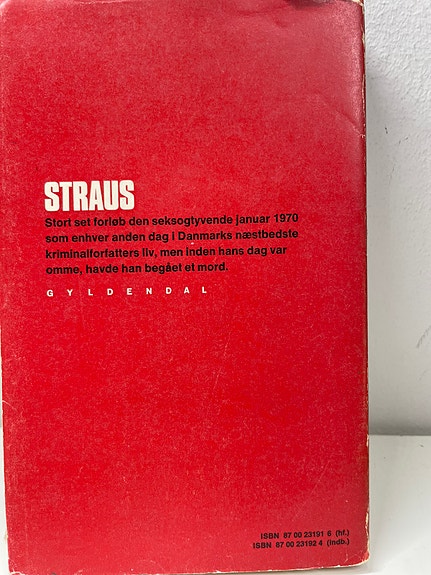 STRAUS
Stort set forløb den seksogtyvende januar 1970
som enhver anden dag i Danmarks næstbedste
kriminalforfatters liv, men inden hans dag var
omme, havde han begået et mord.
GYLDENDAL
ISBN 87 00 23191 6 (hf.)
ISBN 87 00 23192 4 (Indb.)